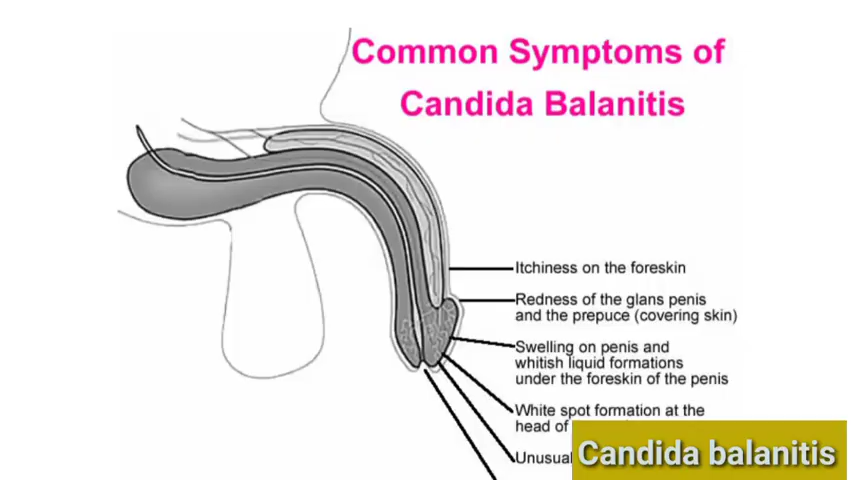 Common Symptoms of
Candida Balanitis
Itchiness on the foreskin
Redness of the glans penis
and the prepuce (covering skin)
Swelling on penis and
whitish liquid formations
under the foreskin of the penis
White spot formation at the
head of
Unusual
Candida balanitis